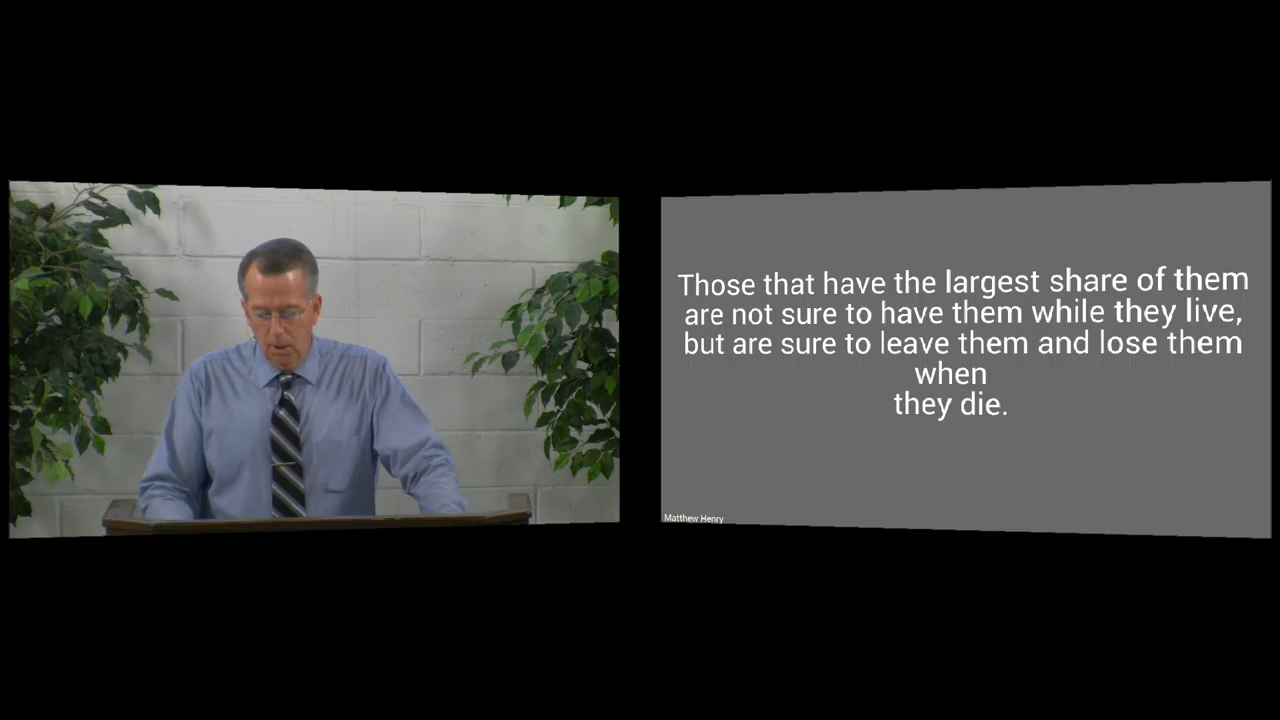 Those that have the largest share of them
are not sure to have them while they live,
but are sure to leave them and lose them
when
they die.
Matthew Henry